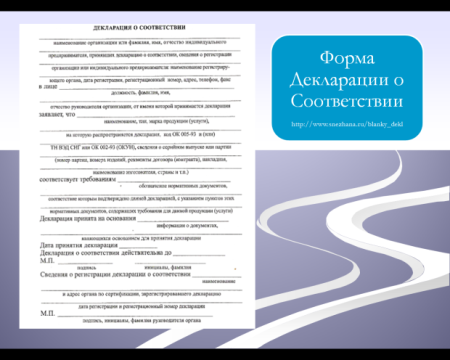 ДЕКЛАРАЦИЯ О СООТВЕТСТВИИ
наименование организации или фамилия, имя, отчество индивидуального
предпринимателя, принявших декларацию о соответствии, сведения о регистрации
организации или индивидуального предпринимателя: наименование регистриру-
ющего органа, дата регистрации, регистрационный номер, адрес, телефон, факс
в лице
должность, фамилия, имя,
отчество руководителя организации, от имени которой принимается декларация
заявляет, что
наименование, тип, марка продукции (услуги),
на которую распространяется декларация, код ОК 005-93 и (или)
ТН ВЭД СНГ или ОК 002-93 (ОКУН), сведения о серийном выпуске или партии
(номер партии, номера изделий, реквизиты договора (контракта), накладная,
наименование изготовителя, страны и т.п.)
соответствует требованиям
обозначение нормативных документов,
соответствие которым подтверждено данной декларацией, с указанием пунктов этих
нормативных документов, содержащих требования для данной продукции (услуги)
Декларация принята на основании
информация о документах,
являющихся основанием для принятия декларации
Дата принятия декларации
Декларация о соответствии действительна до
М.П.
подпись инициалы, фамилия
Сведения о регистрации декларации о соответствии
наименование
и адрес органа по сертификации, зарегистрировавшего декларацию
дата регистрации и регистрационный номер декларации
М.П.
подпись, инициалы, фамилия руководителя органа
Форма
Декларации о
Соответствии